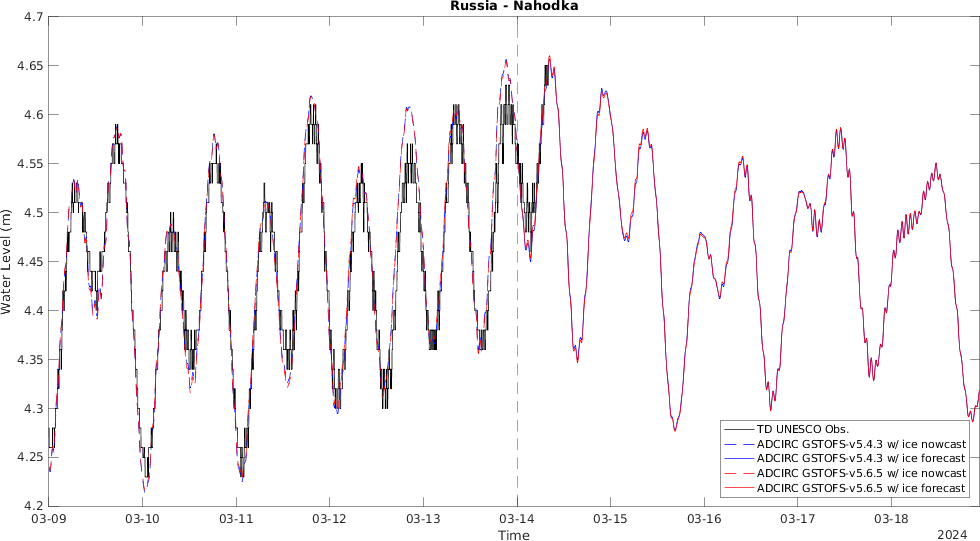 Russia - Nahodka
4.7
4.65
4.6
4.55
4.5
4.45
4.4
4.35
4.3
4.25
4.2
Water Level (m)
03-09 03-10 03-11 03-12 03-13 03-14 03-15 03-16 03-17 03-18
Time
2024
TD UNESCO Obs.
ADCIRC GSTOFS-v5.4.3 w/ ice nowcast
ADCIRC GSTOFS-v5.4.3 w/ ice forecast
ADCIRC GSTOFS-v5.6.5 w/ ice nowcast
ADCIRC GSTOFS-v5.6.5 w/ ice forecast